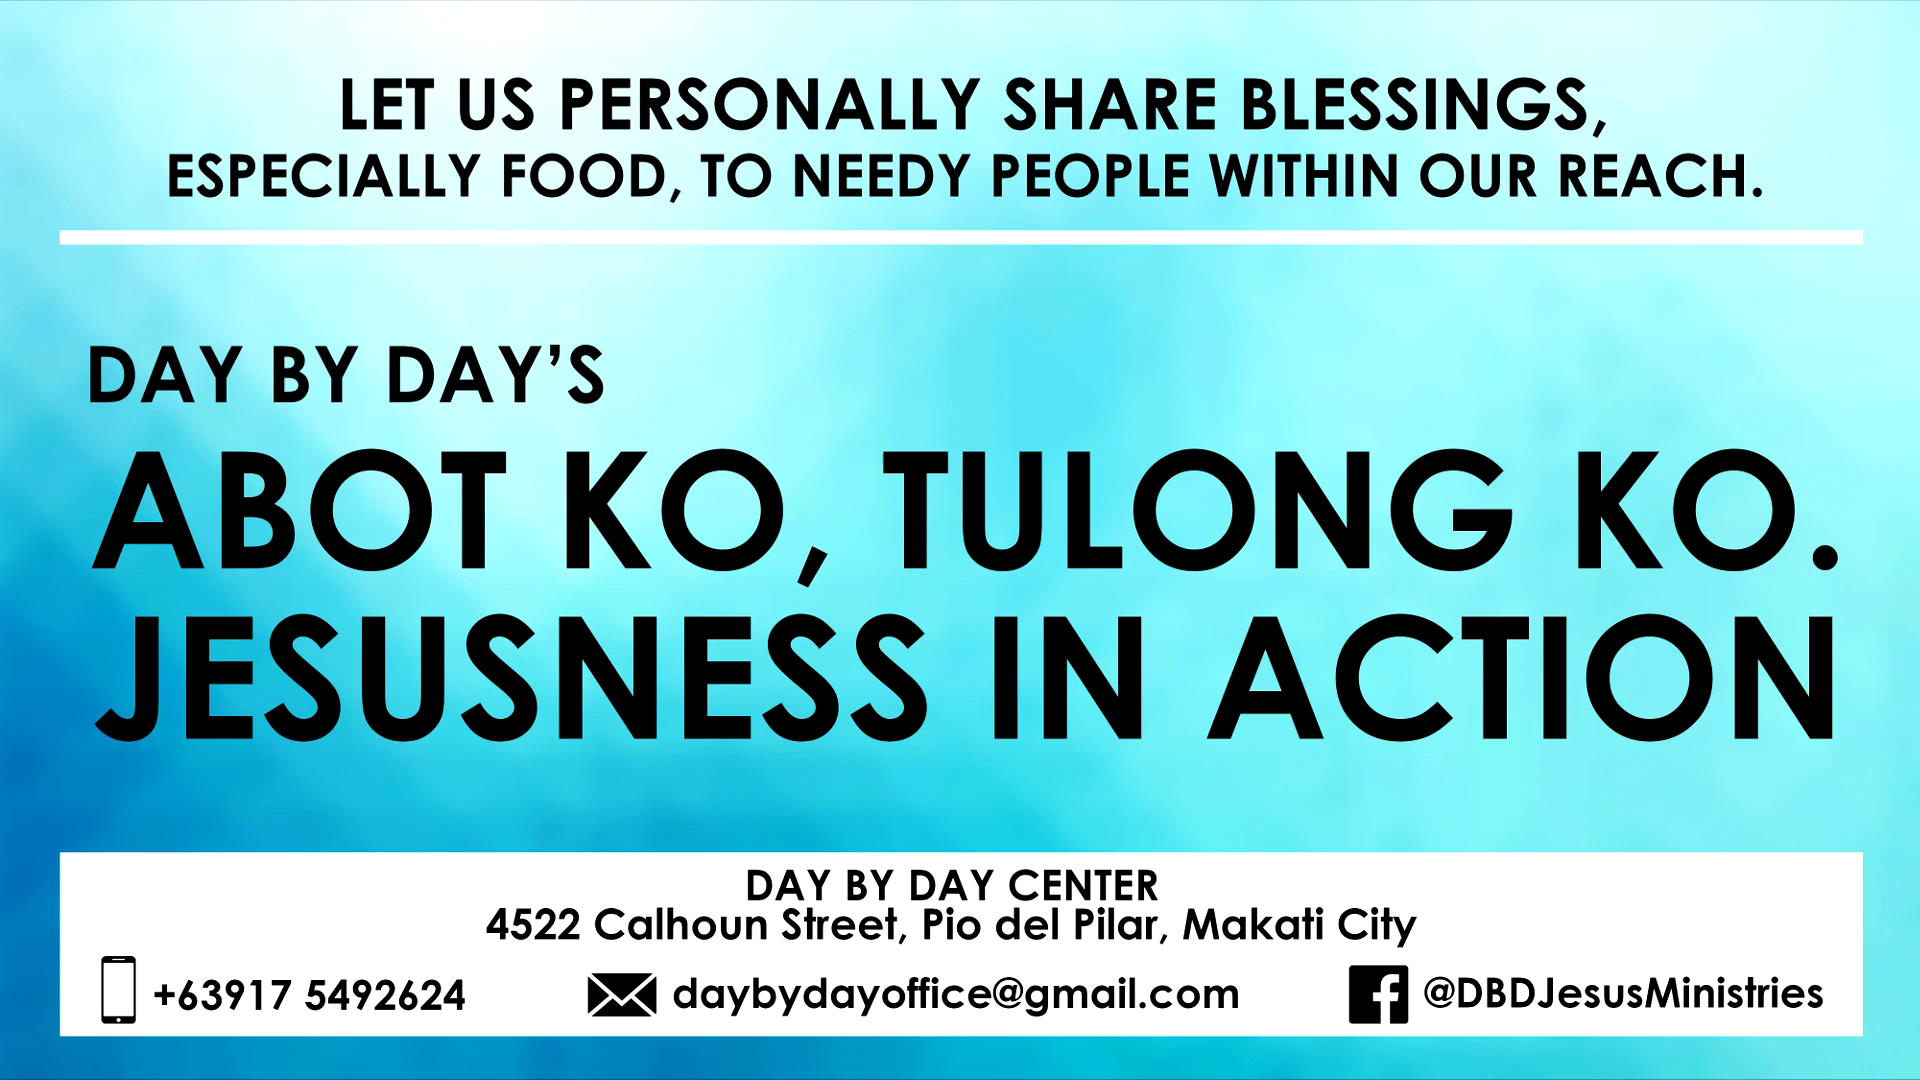 LET US PERSONALLY SHARE BLESSINGS,
ESPECIALLY FOOD, TO NEEDY PEOPLE WITHIN OUR REACH.
DAY BY DAY’S
ABOT KO, TULONG KO.
JESUSNESS IN ACTION
DAY BY DAY CENTER
4522 Calhoun Street, Pio del Pilar, Makati City
+63917 5492624
daybydayoffice@gmail.com
@DBDJesusMinistries